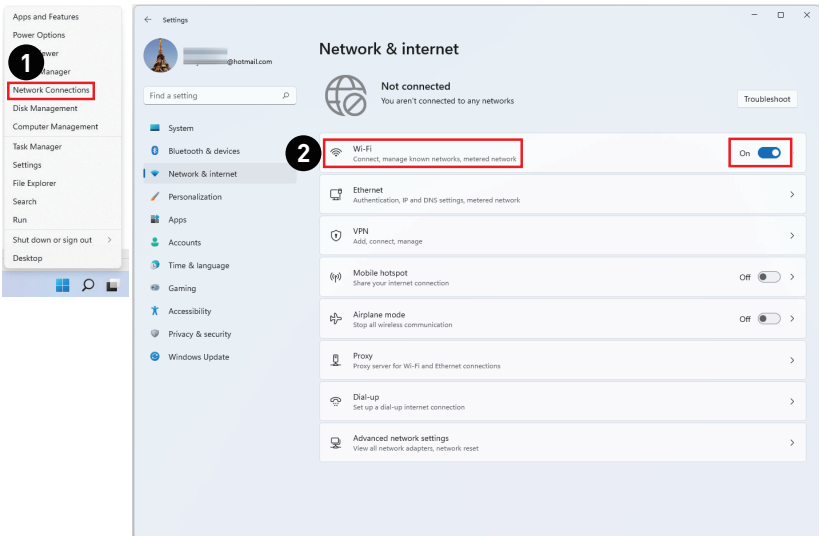 Apps and Features
Power Options
ewer
1
Manager
Network Connections
Disk Management
Computer Management
Task Manager
Settings
File Explorer
Search
Run
Shut down or sign out
Desktop
Settings
@hotmail.com
Find a setting
System
Bluetooth & devices
Network & internet
Personalization
Apps
Accounts
Time & language
Gaming
Accessibility
Privacy & security
Windows Update
Network & internet
Not connected
You aren't connected to any networks
Troubleshoot
2
Wi-Fi
Connect, manage known networks, metered network
On
Ethernet
Authentication, IP and DNS settings, metered network
VPN
Add, connect, manage
Mobile hotspot
Share your internet connection
Off
Airplane mode
Stop all wireless communication
Off
Proxy
Proxy server for Wi-Fi and Ethernet connections
Dial-up
Set up a dial-up internet connection
Advanced network settings
View all network adapters, network reset